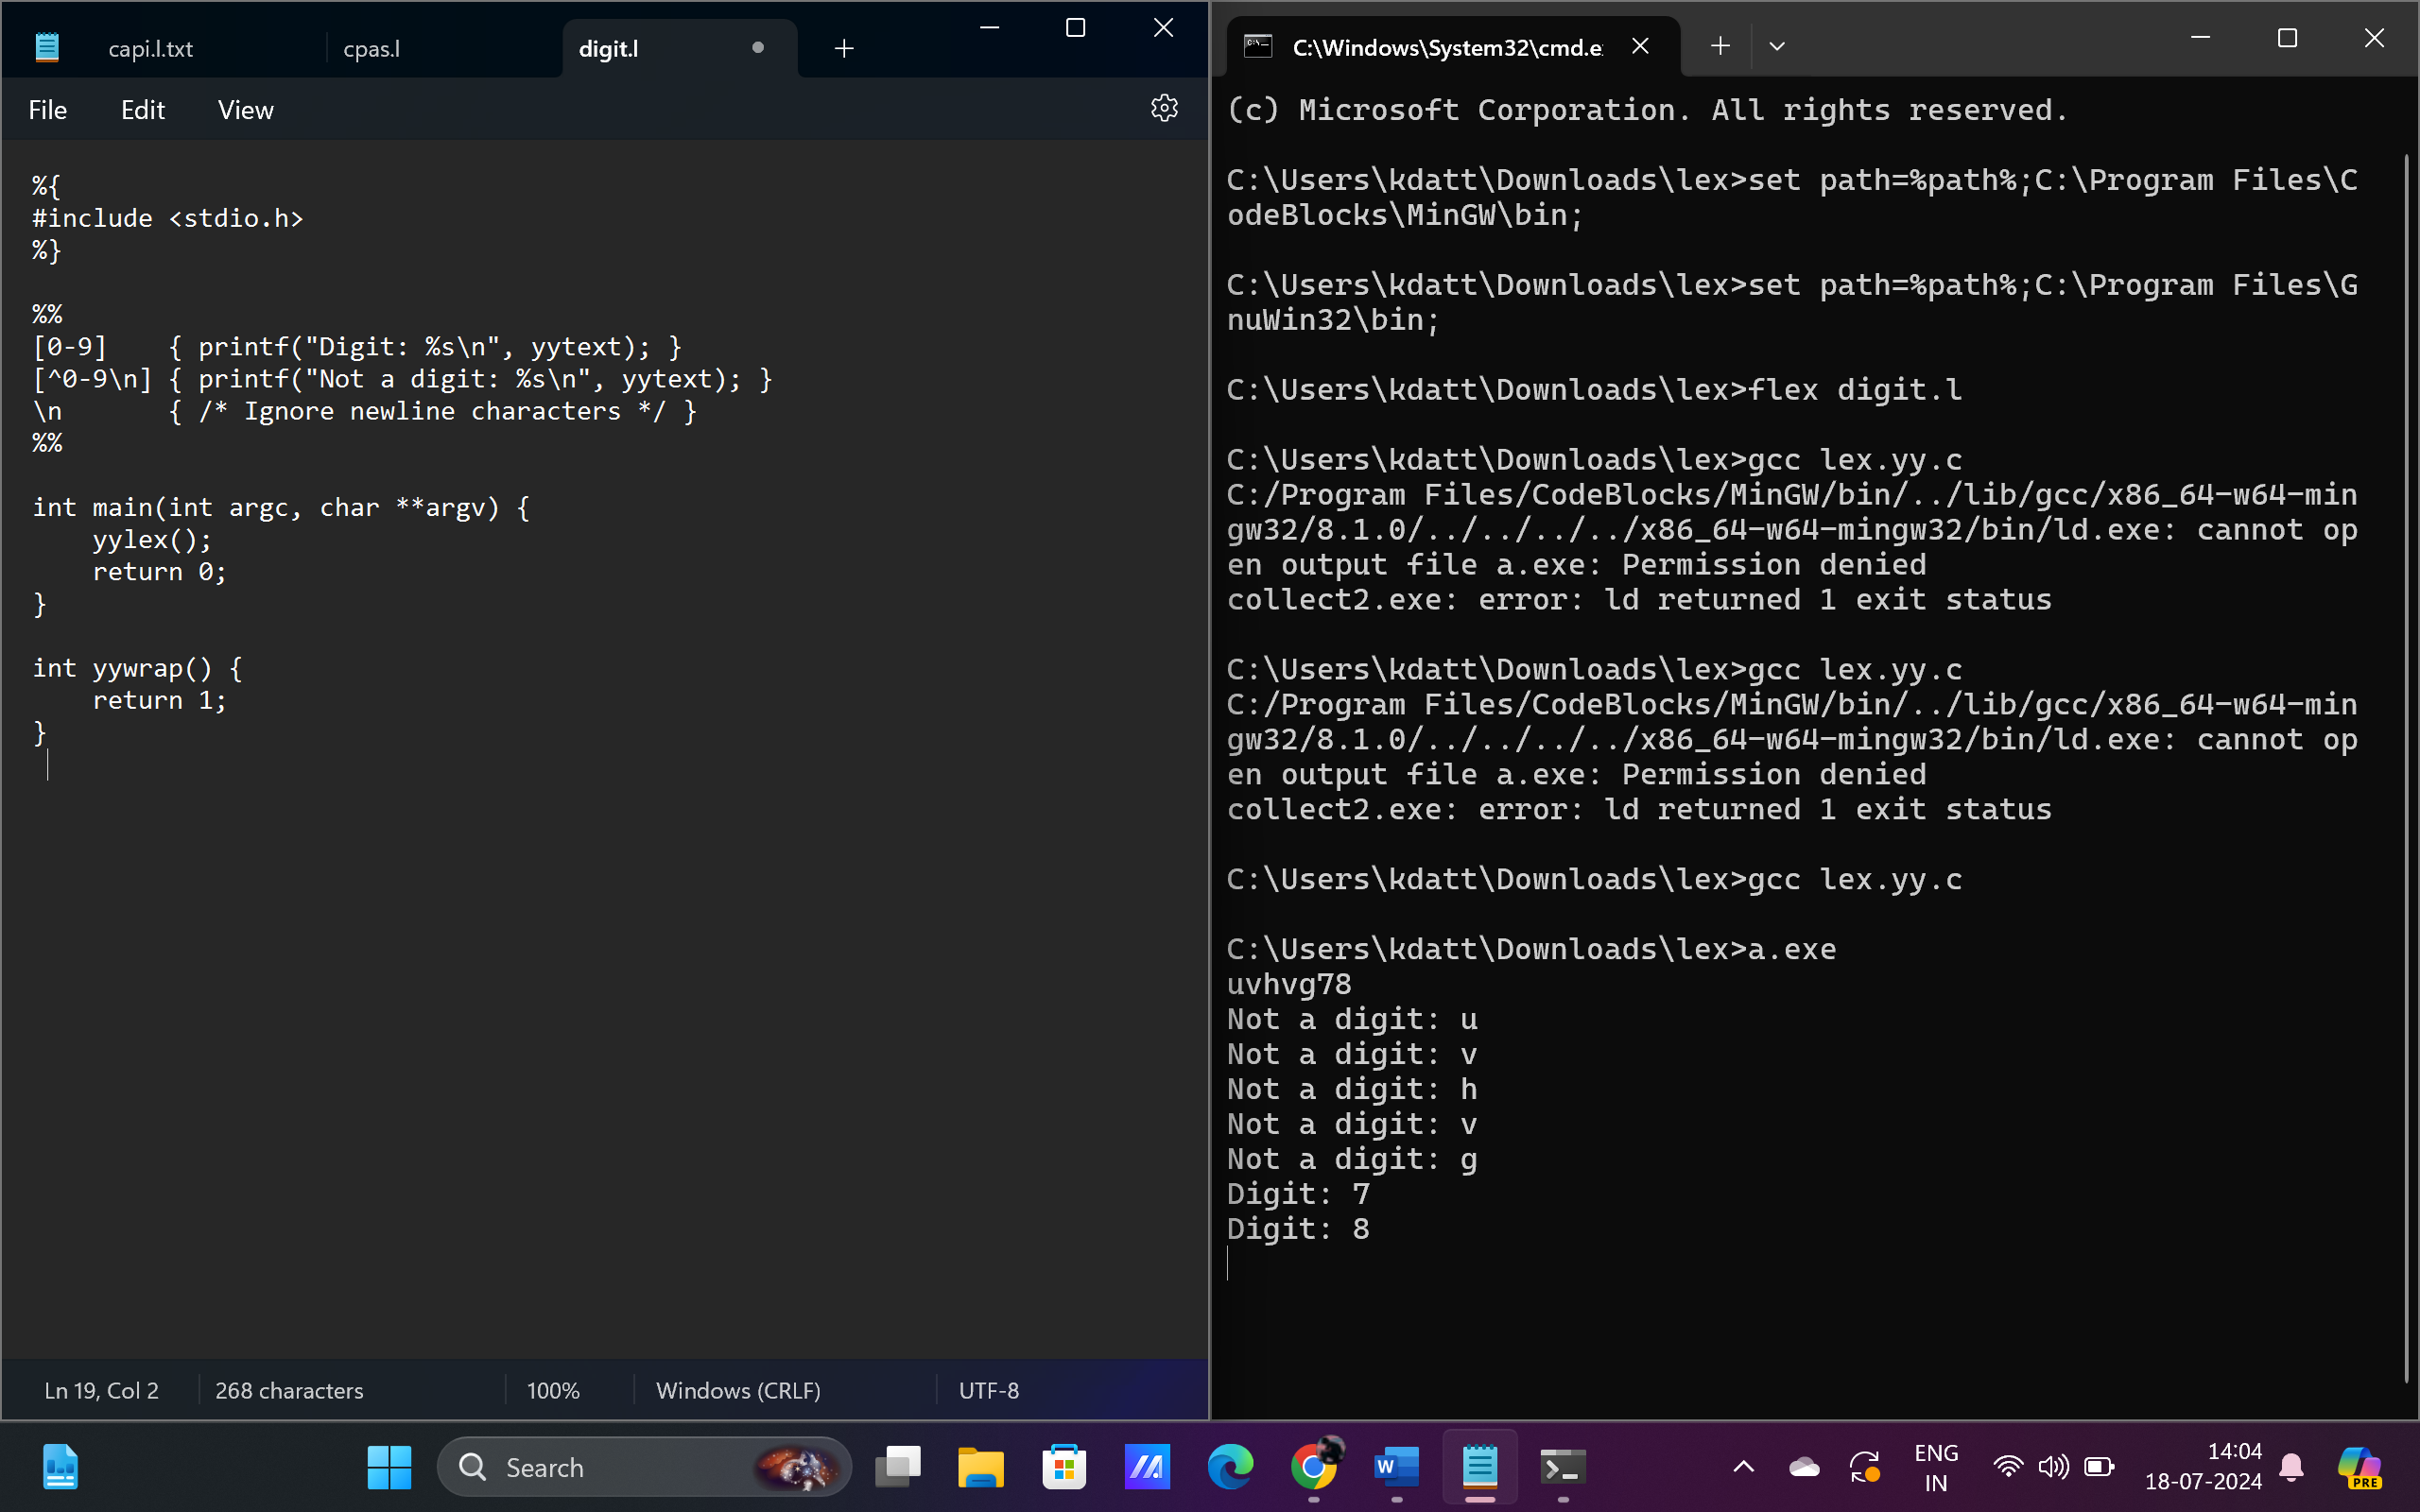 capi.l.txt
cpas.l
digit.l
File
Edit
View
%{
#include <stdio.h>
%}
%%
[0-9]    { printf("Digit: %s\n", yytext); }
[^0-9\n] { printf("Not a digit: %s\n", yytext); }
\n       { /* Ignore newline characters */ }
%%
int main(int argc, char **argv) {
    yylex();
    return 0;
}
int yywrap() {
    return 1;
}
Ln 19, Col 2
268 characters
100%
Windows (CRLF)
UTF-8
C:\Windows\System32\cmd.e
(c) Microsoft Corporation. All rights reserved.
C:\Users\kdatt\Downloads\lex>set path=%path%;C:\Program Files\C
odeBlocks\MinGW\bin;
C:\Users\kdatt\Downloads\lex>set path=%path%;C:\Program Files\G
nuWin32\bin;
C:\Users\kdatt\Downloads\lex>flex digit.l
C:\Users\kdatt\Downloads\lex>gcc lex.yy.c
C:/Program Files/CodeBlocks/MinGW/bin/../lib/gcc/x86_64-w64-min
gw32/8.1.0/../../../../x86_64-w64-mingw32/bin/ld.exe: cannot op
en output file a.exe: Permission denied
collect2.exe: error: ld returned 1 exit status
C:\Users\kdatt\Downloads\lex>gcc lex.yy.c
C:/Program Files/CodeBlocks/MinGW/bin/../lib/gcc/x86_64-w64-min
gw32/8.1.0/../../../../x86_64-w64-mingw32/bin/ld.exe: cannot op
en output file a.exe: Permission denied
collect2.exe: error: ld returned 1 exit status
C:\Users\kdatt\Downloads\lex>gcc lex.yy.c
C:\Users\kdatt\Downloads\lex>a.exe
uvhvg78
Not a digit: u
Not a digit: v
Not a digit: h
Not a digit: v
Not a digit: g
Digit: 7
Digit: 8
Search
W
ENG
IN
14:04
18-07-2024
PRE